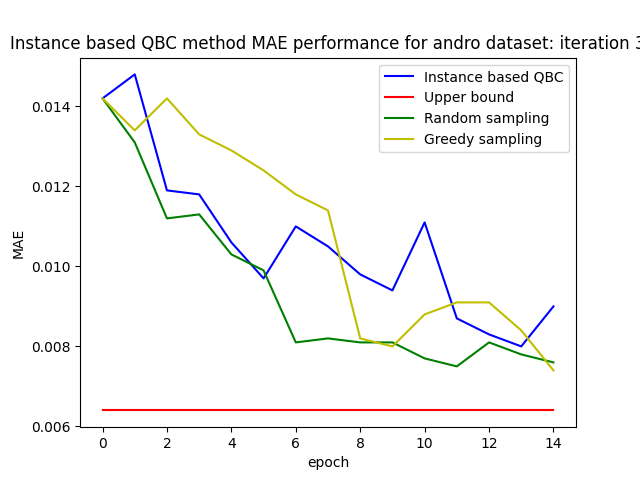 Instance based QBC method MAE performance for andro dataset: iteration 3
Instance based QBC
Upper bound
Random sampling
Greedy sampling
MAE
0.014
0.012
0.010
0.008
0.006
0 2 4 6 8 10 12 14
epoch